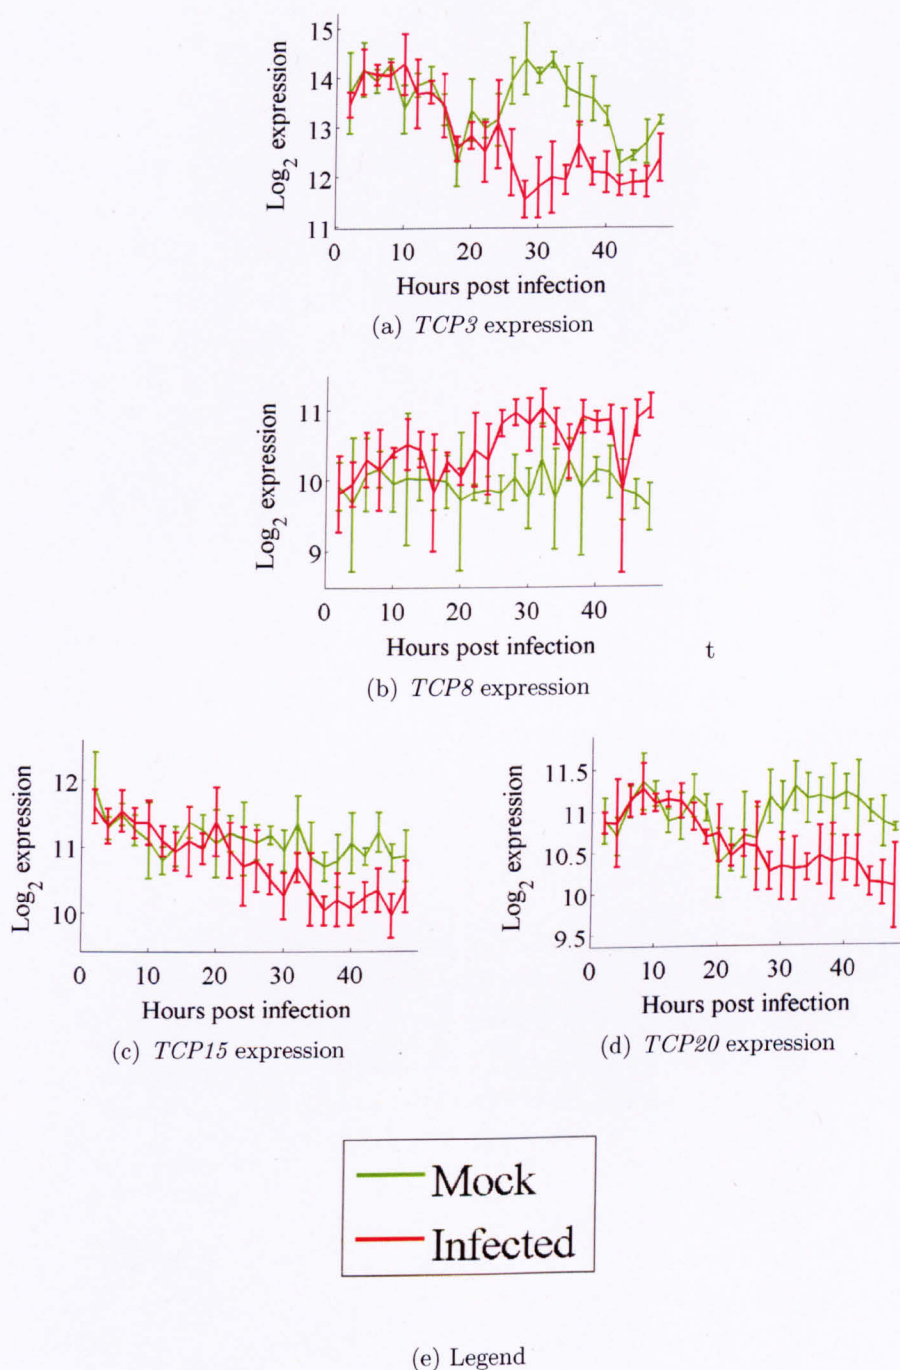 15
14
13
12
11
Log2 expression
0 10 20 30 40
Hours post infection
(a) TCP3 expression
11
10
9
Log2 expression
0 10 20 30 40
Hours post infection
t
(b) TCP8 expression
12
11
10
Log2 expression
0 10 20 30 40
Hours post infection
(c) TCP15 expression
11.5
11
10.5
10
9.5
Log2 expression
0 10 20 30 40
Hours post infection
(d) TCP20 expression
Mock
Infected
(e) Legend